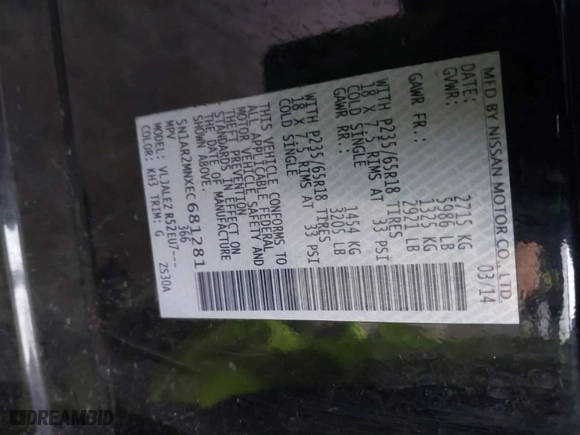 MFD BY NISSAN MOTOR CO., LTD.
DATE: 03/14
GVWR: 2715 KG
5986 LB
GAWR FR.: 1325 KG
2921 LB
WITH P235/65R18 TIRES
18 X 7.5 RIMS AT 33 PSI
COLD SINGLE
GAWR RR.: 1454 KG
3205 LB
WITH P235/65R18 TIRES
18 X 7.5 RIMS AT 33 PSI
COLD SINGLE
THIS VEHICLE CONFORMS TO
ALL APPLICABLE FEDERAL
MOTOR VEHICLE SAFETY AND
THEFT PREVENTION
STANDARDS IN EFFECT ON
THE DATE OF MANUFACTURE
SHOWN ABOVE.
5N1AR2MNXEC681281
MPV 366
MODEL: VLJALEZ R52EU7---
COLOR: KH3 TRIM: G ZS30A
DREAMBID